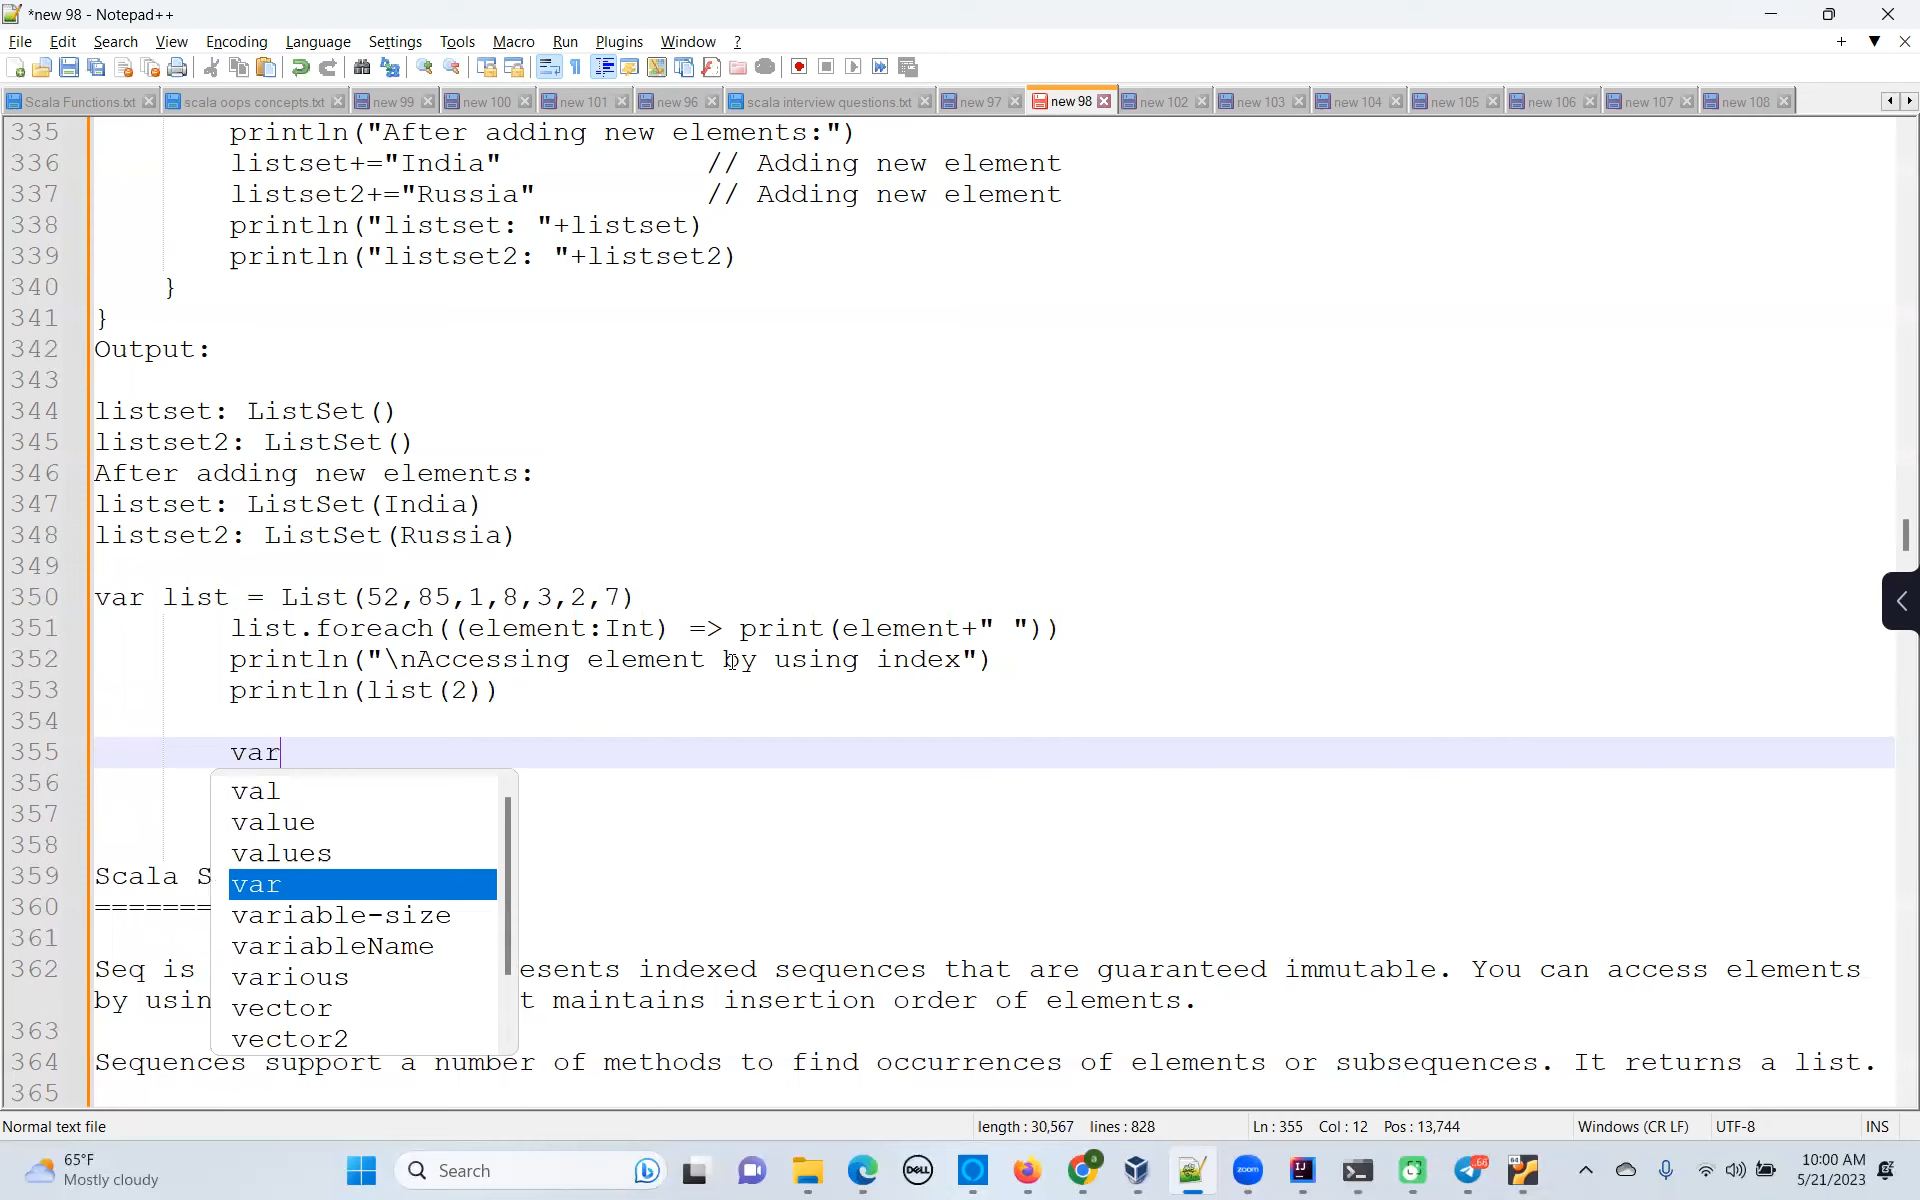 *new 98 - Notepad++
File Edit Search View Encoding Language Settings Tools Macro Run Plugins Window ?
Scala Functions.txt scala oops concepts.txt new 99 new 100 new 101 new 96 scala interview questions.txt new 97 new 98 new 102 new 103 new 104 new 105 new 106 new 107 new 108
335 println("After adding new elements:")
336 listset+="India" // Adding new element
337 listset2+="Russia" // Adding new element
338 println("listset: "+listset)
339 println("listset2: "+listset2)
340 }
341 }
342 Output:
343
344 listset: ListSet()
345 listset2: ListSet()
346 After adding new elements:
347 listset: ListSet(India)
348 listset2: ListSet(Russia)
349
350 var list = List(52,85,1,8,3,2,7)
351 list.foreach((element:Int) => print(element+" "))
352 println("\nAccessing element by using index")
353 println(list(2))
354
355 var
356 val
357 value
358 values
359 Scala S var
360 ======= variable-size
361 variableName
362 Seq is various esents indexed sequences that are guaranteed immutable. You can access elements
by usin vector t maintains insertion order of elements.
363 vector2
364 Sequences support a number of methods to find occurrences of elements or subsequences. It returns a list.
365
Normal text file length : 30,567 lines : 828 Ln : 355 Col : 12 Pos : 13,744 Windows (CR LF) UTF-8 INS
65°F
Mostly cloudy
Search
DELL
zoom
IJ
66
10:00 AM
5/21/2023